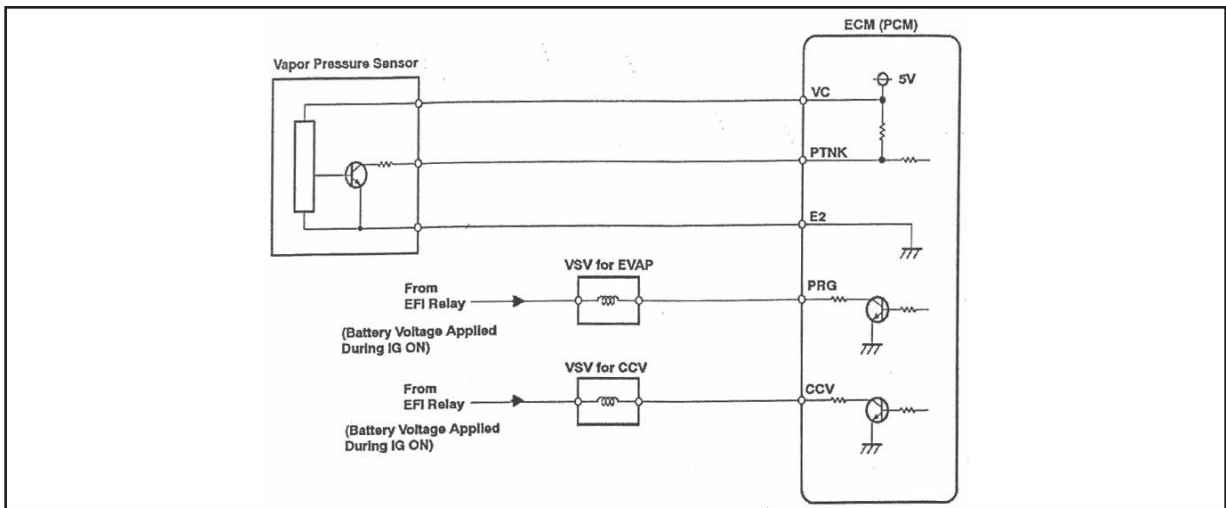 ECM (PCM)
Vapor Pressure Sensor
5V
VC
PTNK
E2
VSV for EVAP
From
EFI Relay
PRG
(Battery Voltage Applied
During IG ON)
VSV for CCV
From
EFI Relay
CCV
(Battery Voltage Applied
During IG ON)